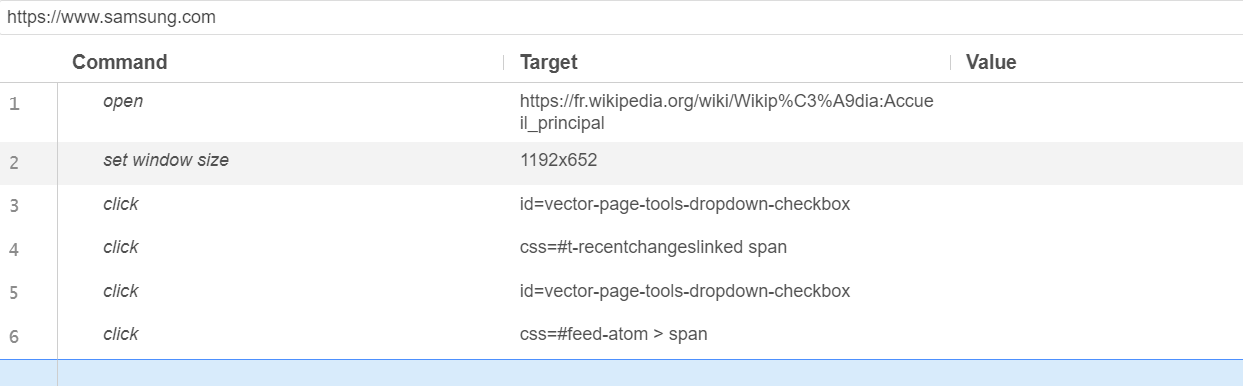 https://www.samsung.com
Command Target Value
1 open https://fr.wikipedia.org/wiki/Wikip%C3%A9dia:Accue
il_principal
2 set window size 1192x652
3 click id=vector-page-tools-dropdown-checkbox
4 click css=#t-recentchangeslinked span
5 click id=vector-page-tools-dropdown-checkbox
6 click css=#feed-atom > span